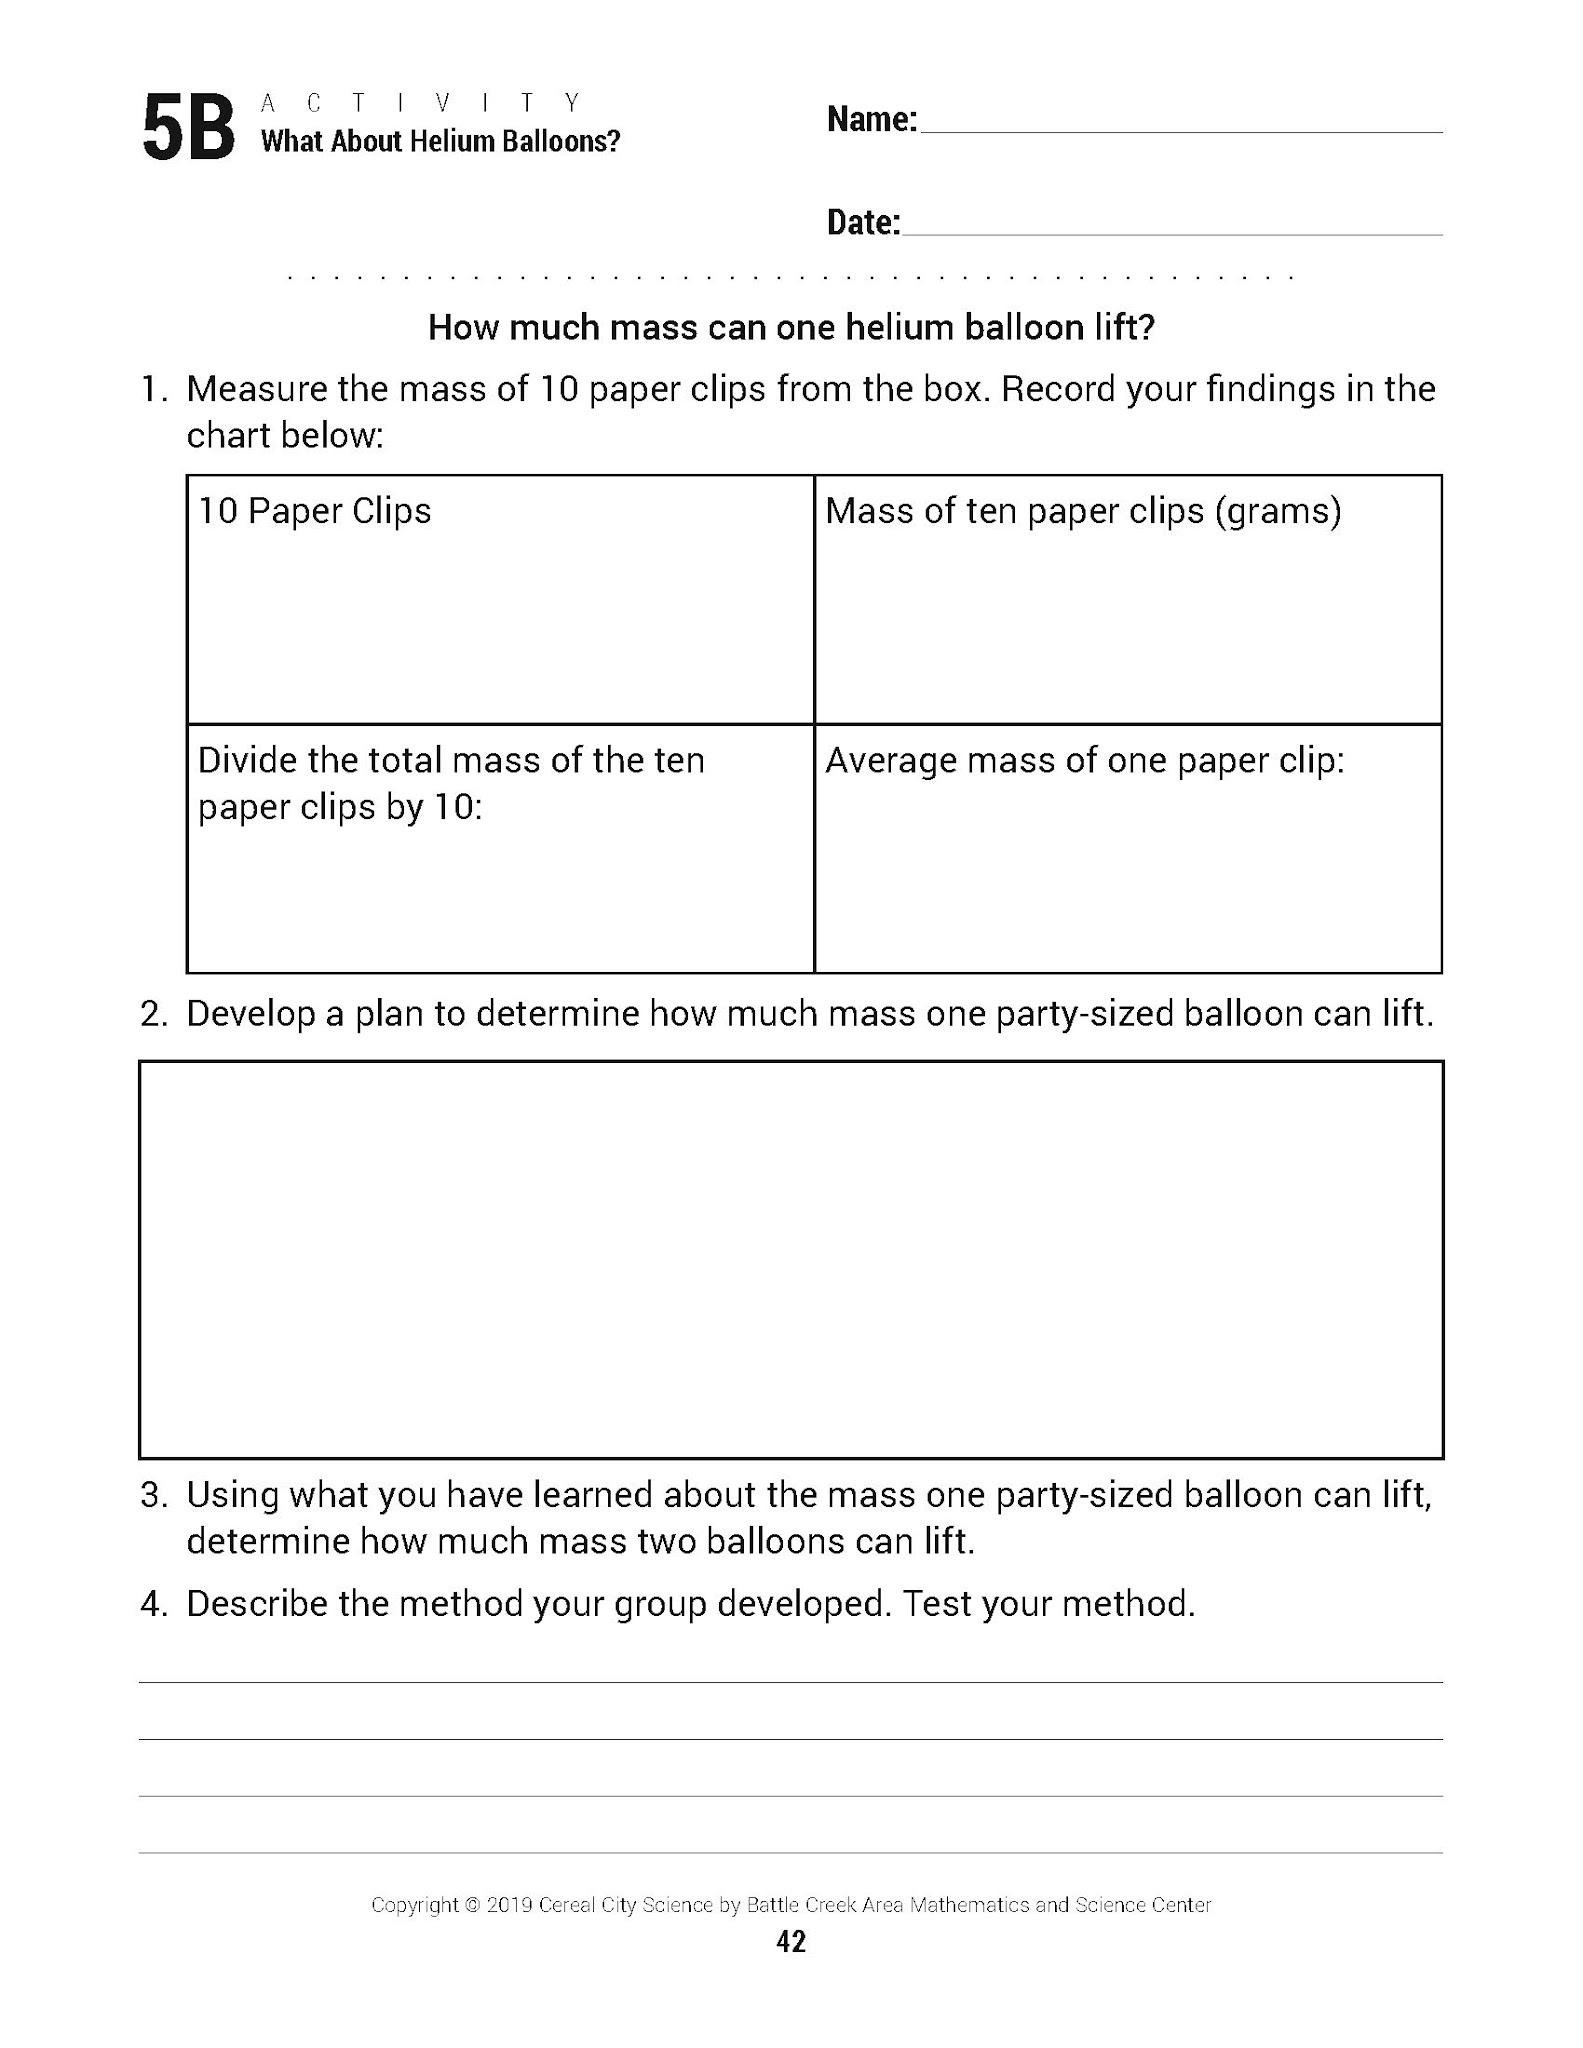 5B
A C T I V I T Y
What About Helium Balloons?
Name:
Date:
How much mass can one helium balloon lift?
1. Measure the mass of 10 paper clips from the box. Record your findings in the
chart below:
10 Paper Clips
Mass of ten paper clips (grams)
Divide the total mass of the ten
paper clips by 10:
Average mass of one paper clip:
2. Develop a plan to determine how much mass one party-sized balloon can lift.
3. Using what you have learned about the mass one party-sized balloon can lift,
determine how much mass two balloons can lift.
4. Describe the method your group developed. Test your method.
Copyright © 2019 Cereal City Science by Battle Creek Area Mathematics and Science Center
42